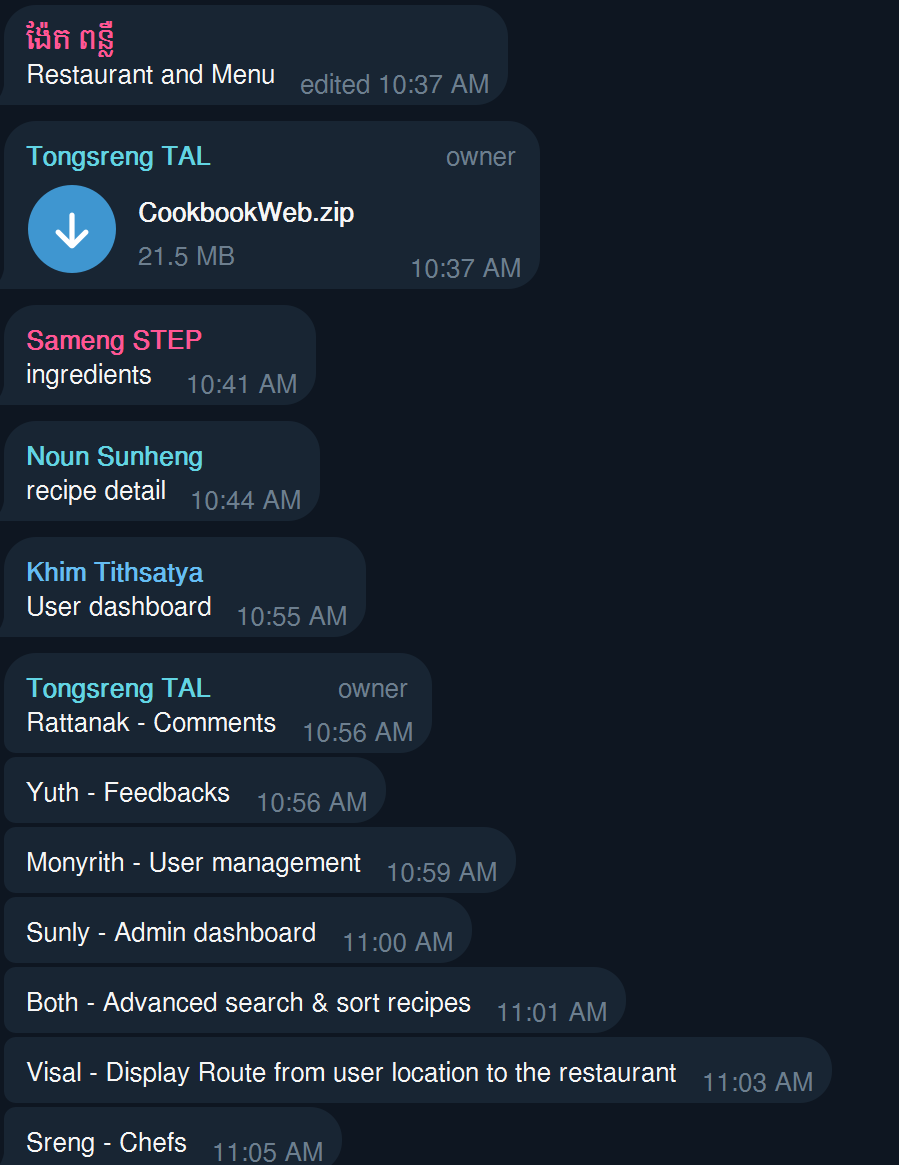 ង៉ែត ពន្លឺ
Restaurant and Menu edited 10:37 AM
Tongsreng TAL owner
CookbookWeb.zip
21.5 MB 10:37 AM
Sameng STEP
ingredients 10:41 AM
Noun Sunheng
recipe detail 10:44 AM
Khim Tithsatya
User dashboard 10:55 AM
Tongsreng TAL owner
Rattanak - Comments 10:56 AM
Yuth - Feedbacks 10:56 AM
Monyrith - User management 10:59 AM
Sunly - Admin dashboard 11:00 AM
Both - Advanced search & sort recipes 11:01 AM
Visal - Display Route from user location to the restaurant 11:03 AM
Sreng - Chefs 11:05 AM